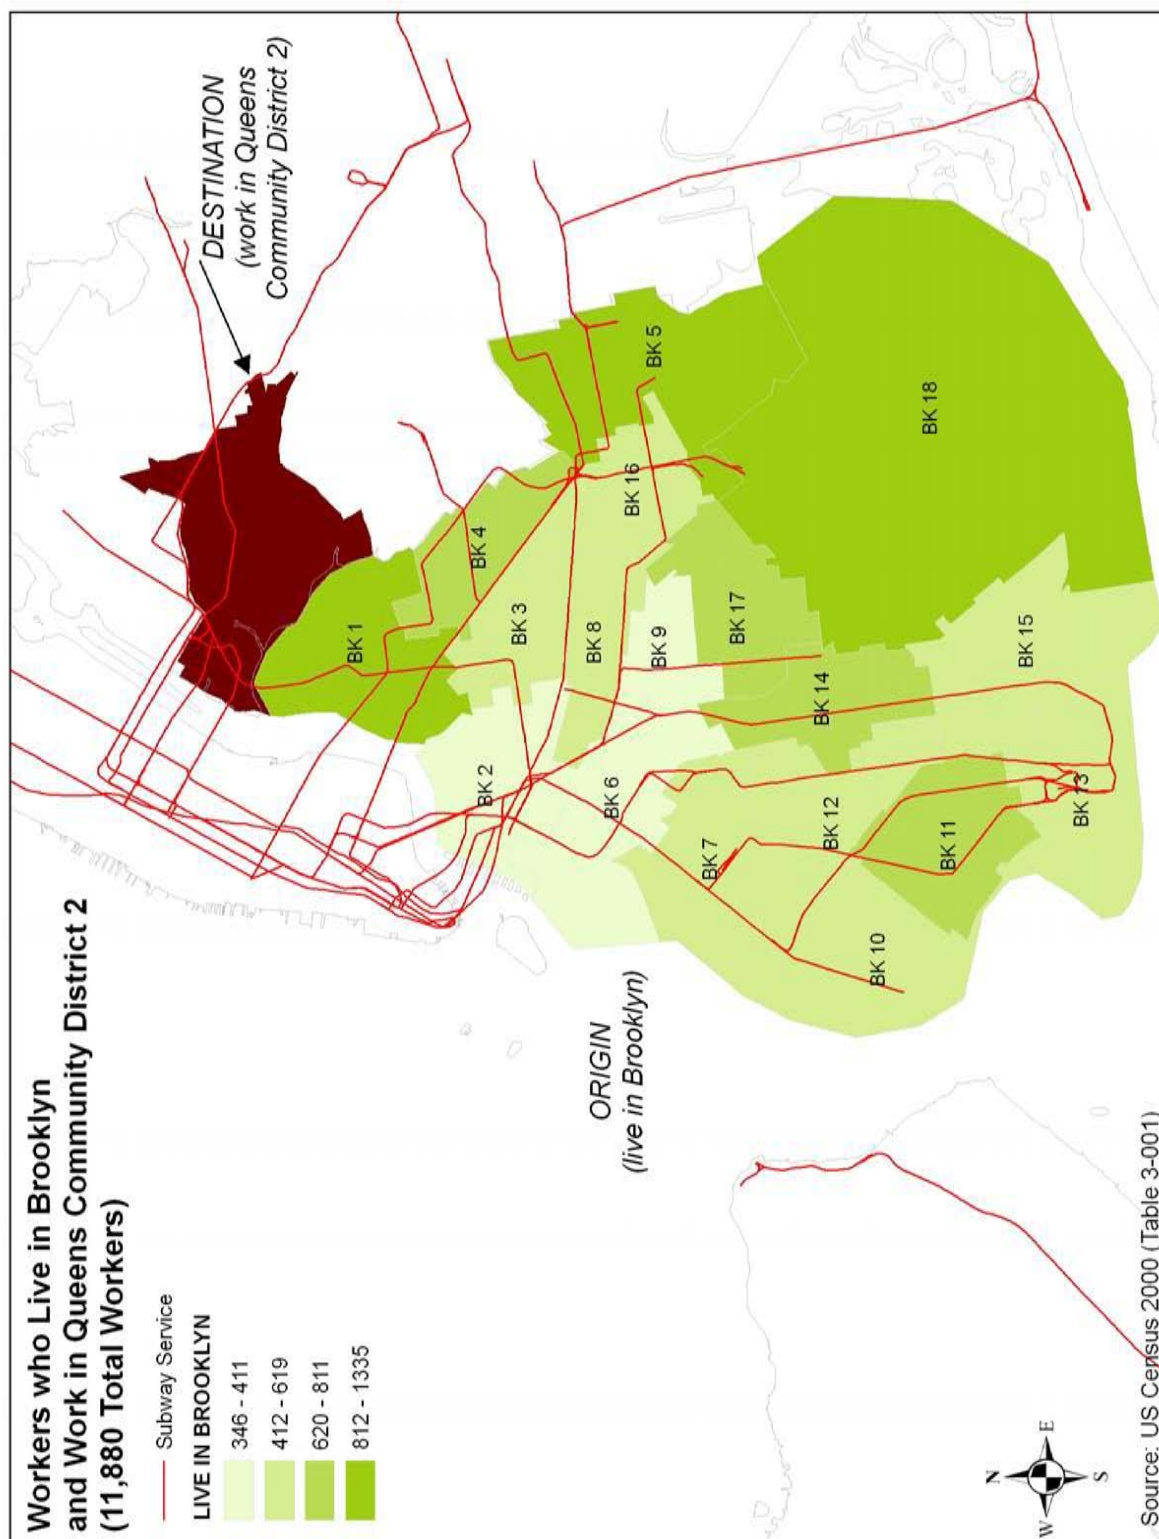 Workers who Live in Brooklyn
and Work in Queens Community District 2
(11,880 Total Workers)
Subway Service
LIVE IN BROOKLYN
346 - 411
412 - 619
620 - 811
812 - 1335
DESTINATION
(work in Queens
Community District 2)
ORIGIN
(live in Brooklyn)
BK 1
BK 2
BK 3
BK 4
BK 5
BK 6
BK 7
BK 8
BK 9
BK 10
BK 11
BK 12
BK 13
BK 14
BK 15
BK 16
BK 17
BK 18
N
W
E
S
Source: US Census 2000 (Table 3-001)